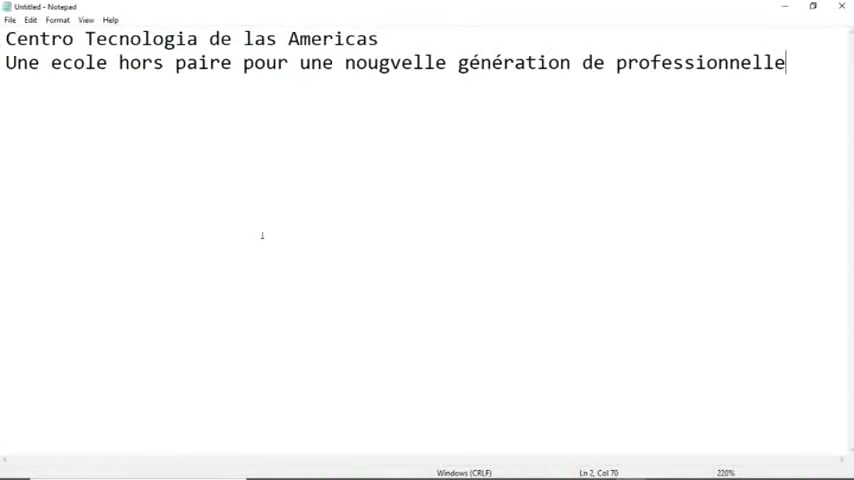 Untitled - Notepad
File Edit Format View Help
Centro Tecnologia de las Americas
Une ecole hors paire pour une nougvelle génération de professionnelle
Windows (CRLF) Ln 2, Col 70 220%